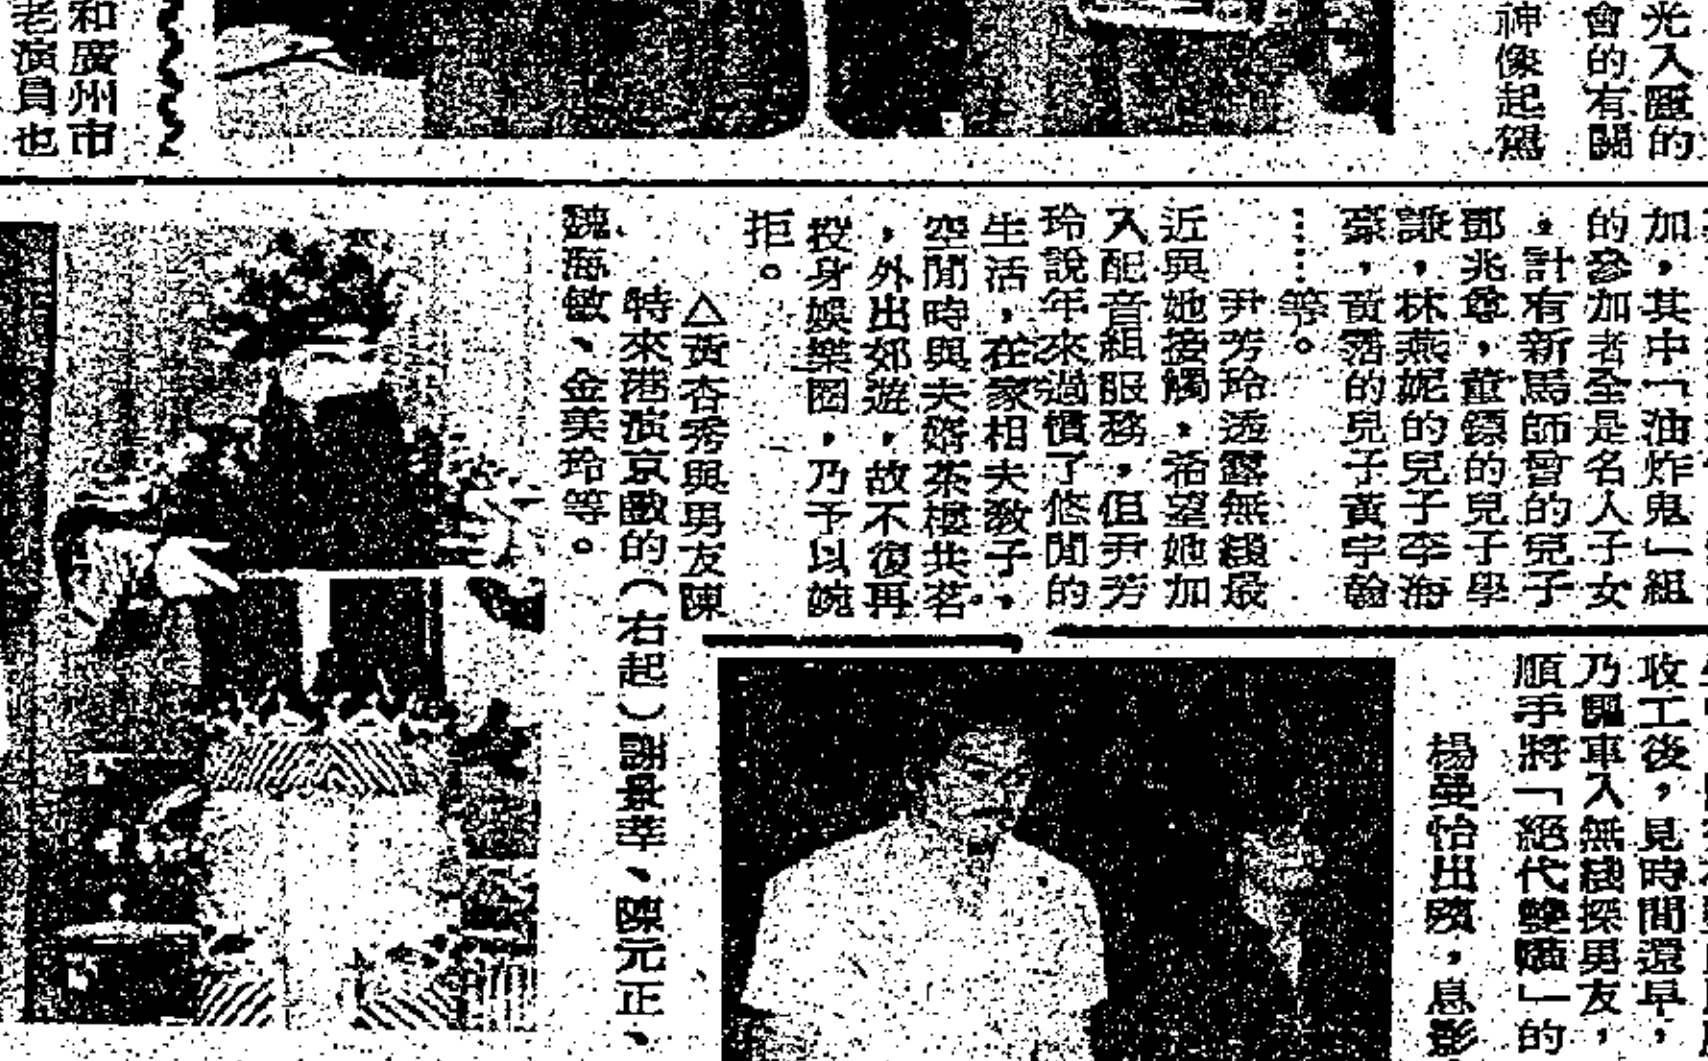 光入匯的
會的有關
神像起駕
和廣州市
老演員也
加，其中「油炸鬼」組
的參加者全是名人子女
，計有新馬師曾的兒子
鄧兆尊，董驃的兒子學
謙，林燕妮的兒子李海
豪，黃霑的兒子黃宇翰
⋯⋯等。
尹芳玲透露無綫最
近與她接觸，希望她加
入配音組服務，但尹芳
玲說年來過慣了悠閒的
生活，在家相夫敎子，
空閒時與夫婿茶樓共茗
，外出郊遊，故不復再
投身娛樂圈，乃予以婉
拒。
△黃杏秀與男友陳
特來港演京戲的（右起）謝景莘、陳元正、
魏海敏、金美玲等。
收工後，見時間還早，
乃驅車入無綫探男友，
順手將「絕代雙驕」的
楊曼怡出殯，息影